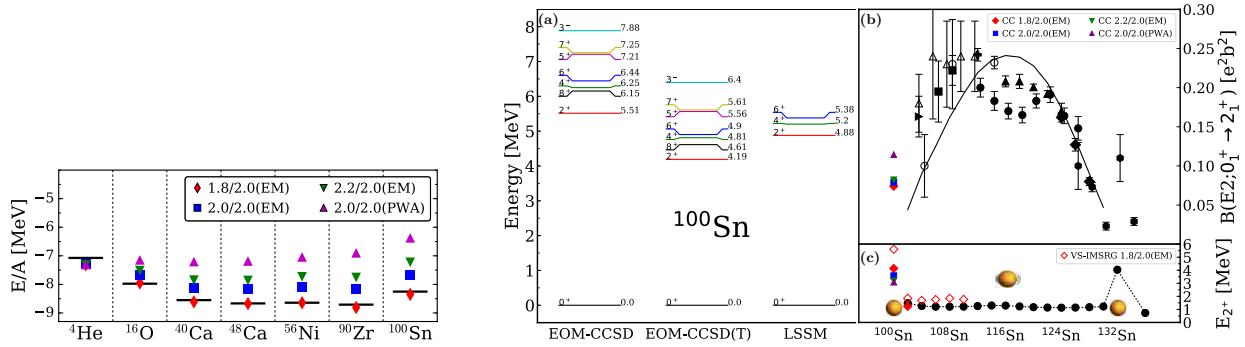 E/A [MeV]
−5
−6
−7
−8
−9
1.8/2.0(EM)
2.0/2.0(EM)
2.2/2.0(EM)
2.0/2.0(PWA)
⁴He ¹⁶O ⁴⁰Ca ⁴⁸Ca ⁵⁶Ni ⁹⁰Zr ¹⁰⁰Sn
(a)
Energy [MeV]
8
7
6
5
4
3
2
1
0
3⁻ 7.88
7⁺ 7.25
5⁺ 7.21
6⁺ 6.44
4⁺ 6.25
8⁺ 6.15
2⁺ 5.51
0⁺ 0.0
3⁻ 6.4
7⁺ 5.61
5⁺ 5.56
6⁺ 4.9
4⁺ 4.81
8⁺ 4.61
2⁺ 4.19
0⁺ 0.0
6⁺ 5.38
4⁺ 5.2
2⁺ 4.88
0⁺ 0.0
¹⁰⁰Sn
EOM-CCSD EOM-CCSD(T) LSSM
(b)
CC 1.8/2.0(EM)
CC 2.0/2.0(EM)
CC 2.2/2.0(EM)
CC 2.0/2.0(PWA)
0.30
0.25
0.20
0.15
0.10
0.05
B(E2;0₁⁺ → 2₁⁺) [e²b²]
(c)
VS-IMSRG 1.8/2.0(EM)
6
5
4
3
2
1
0
E₂₊ [MeV]
¹⁰⁰Sn ¹⁰⁸Sn ¹¹⁶Sn ¹²⁴Sn ¹³²Sn